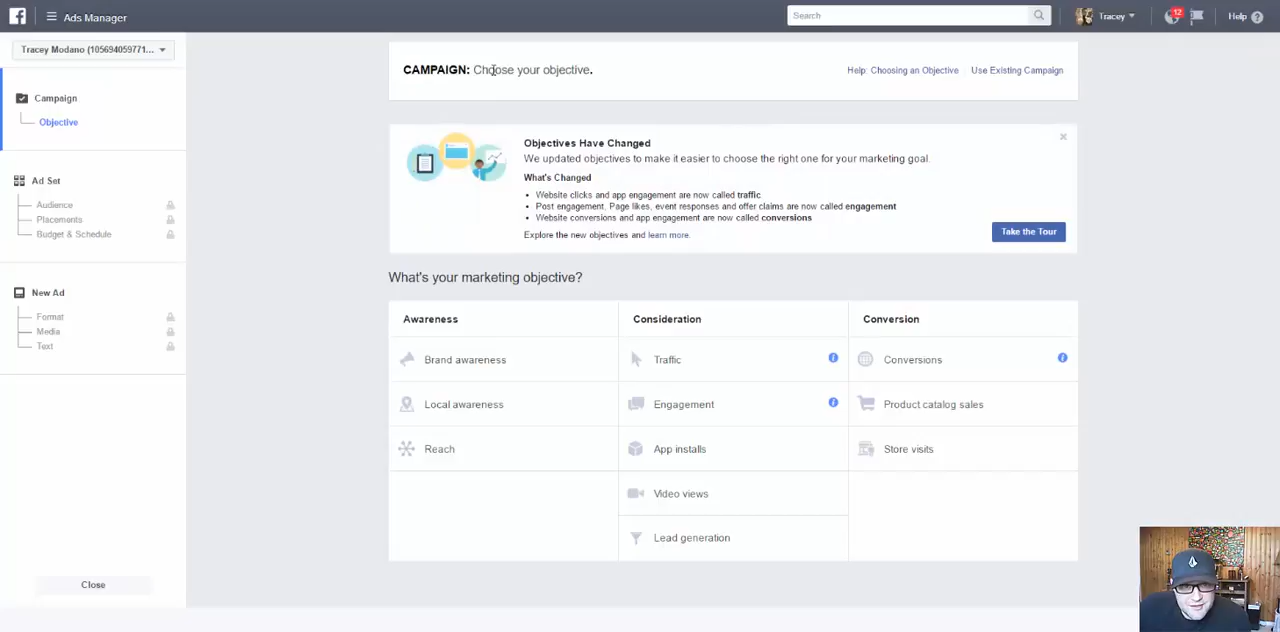 Ads Manager
Search
Tracey
12
Help
Tracey Modano (105694059771...
Campaign
Objective
Ad Set
Audience
Placements
Budget & Schedule
New Ad
Format
Media
Text
Close
CAMPAIGN: Choose your objective.
Help: Choosing an Objective
Use Existing Campaign
Objectives Have Changed
We updated objectives to make it easier to choose the right one for your marketing goal.
What's Changed
• Website clicks and app engagement are now called traffic
• Post engagement, Page likes, event responses and offer claims are now called engagement
• Website conversions and app engagement are now called conversions
Explore the new objectives and learn more.
Take the Tour
What's your marketing objective?
Awareness
Consideration
Conversion
Brand awareness
Traffic
Conversions
Local awareness
Engagement
Product catalog sales
Reach
App installs
Store visits
Video views
Lead generation